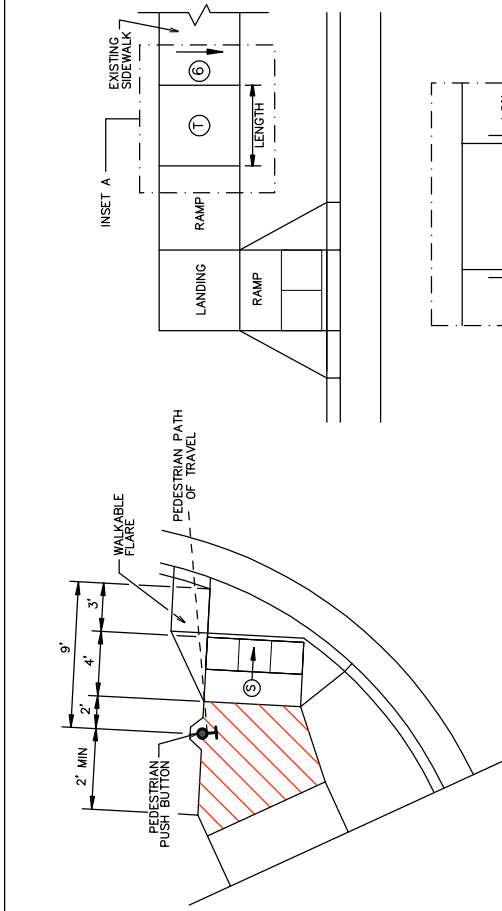 INSET A
EXISTING
SIDEWALK
6
T
LENGTH
RAMP
LANDING
RAMP
9'
3'
4'
2'
2' MIN
WALKABLE
FLARE
PEDESTRIAN PATH
OF TRAVEL
S
PEDESTRIAN
PUSH BUTTON